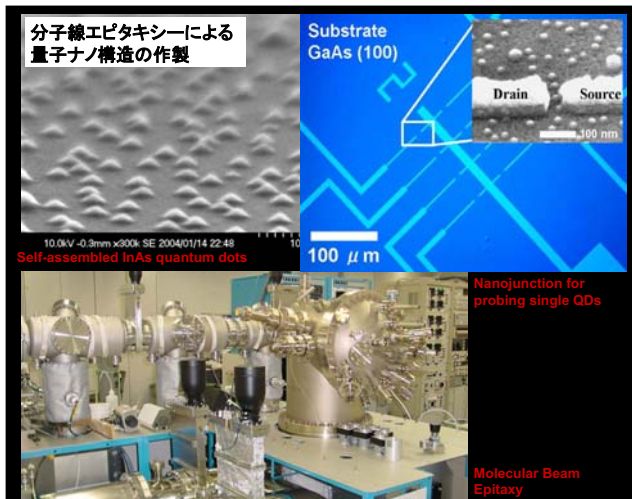 分子線エピタキシーによる
量子ナノ構造の作製
10.0kV -0.3mm x300k SE 2004/01/14 22:48
Self-assembled InAs quantum dots
Substrate
GaAs (100)
Drain
Source
100 nm
100 μm
Nanojunction for
probing single QDs
Molecular Beam
Epitaxy